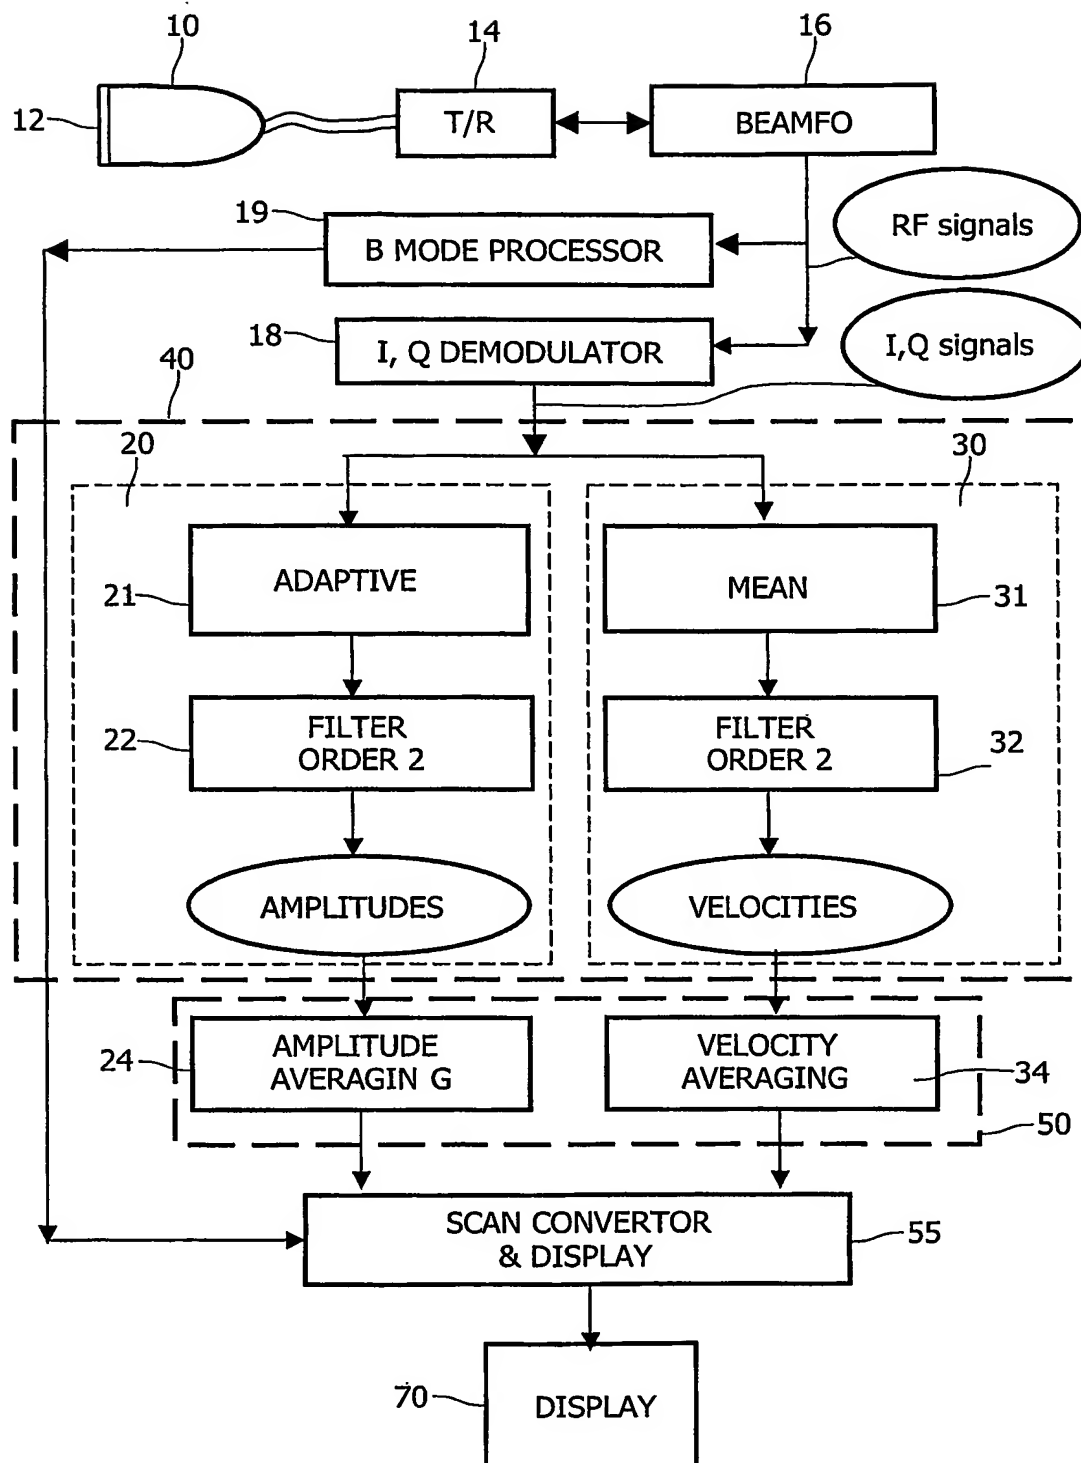 10
14
16
12
T/R
BEAMFO
19
RF signals
B MODE PROCESSOR
18
I, Q DEMODULATOR
I,Q signals
40
20
30
21
ADAPTIVE
MEAN
31
22
FILTER
ORDER 2
FILTER
ORDER 2
32
AMPLITUDES
VELOCITIES
24
AMPLITUDE
AVERAGIN G
VELOCITY
AVERAGING
34
50
SCAN CONVERTOR
& DISPLAY
55
70
DISPLAY